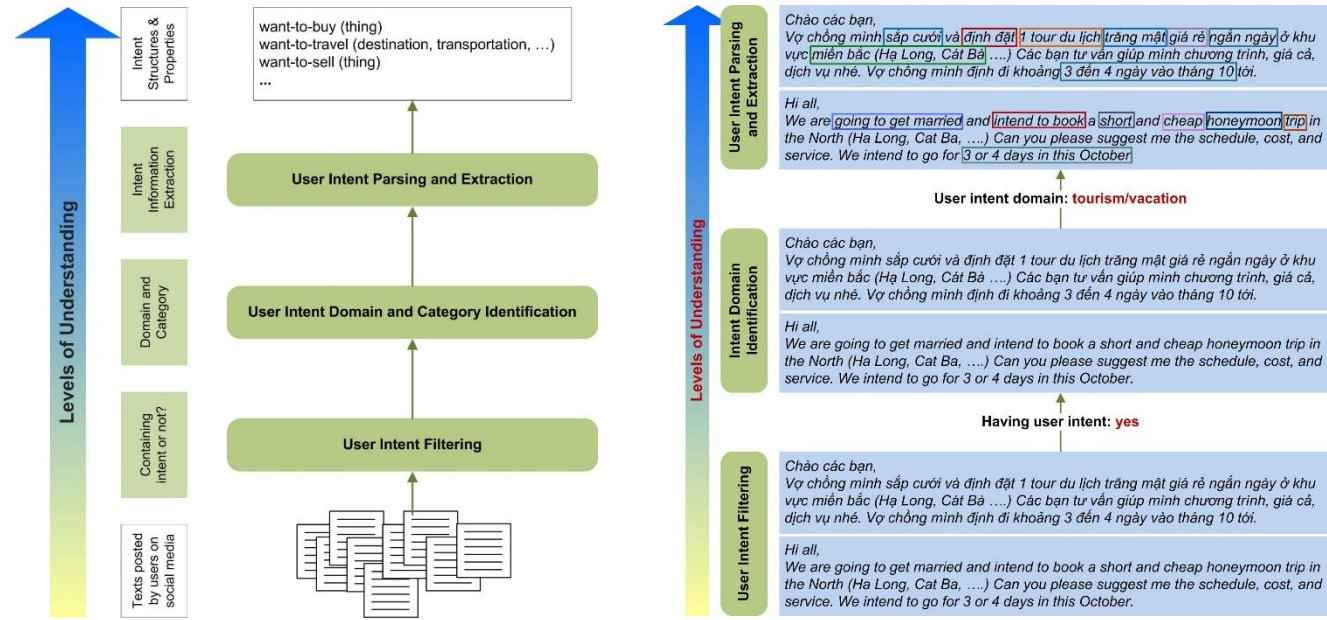 Levels of Understanding
Intent
Structures &
Properties
want-to-buy (thing)
want-to-travel (destination, transportation, …)
want-to-sell (thing)
...
Intent
Information
Extraction
User Intent Parsing and Extraction
Domain and
Category
User Intent Domain and Category Identification
Containing
intent or not?
User Intent Filtering
Texts posted
by users on
social media
Levels of Understanding
User Intent Parsing
and Extraction
Chào các bạn,
Vợ chồng mình sắp cưới và định đặt 1 tour du lịch trăng mật giá rẻ ngắn ngày ở khu
vực miền bắc (Hạ Long, Cát Bà ….) Các bạn tư vấn giúp mình chương trình, giá cả,
dịch vụ nhé. Vợ chồng mình định đi khoảng 3 đến 4 ngày vào tháng 10 tới.
Hi all,
We are going to get married and intend to book a short and cheap honeymoon trip in
the North (Ha Long, Cat Ba, ….) Can you please suggest me the schedule, cost, and
service. We intend to go for 3 or 4 days in this October
User intent domain: tourism/vacation
Intent Domain
Identification
Chào các bạn,
Vợ chồng mình sắp cưới và định đặt 1 tour du lịch trăng mật giá rẻ ngắn ngày ở khu
vực miền bắc (Hạ Long, Cát Bà ….) Các bạn tư vấn giúp mình chương trình, giá cả,
dịch vụ nhé. Vợ chồng mình định đi khoảng 3 đến 4 ngày vào tháng 10 tới.
Hi all,
We are going to get married and intend to book a short and cheap honeymoon trip in
the North (Ha Long, Cat Ba, ….) Can you please suggest me the schedule, cost, and
service. We intend to go for 3 or 4 days in this October.
Having user intent: yes
User Intent Filtering
Chào các bạn,
Vợ chồng mình sắp cưới và định đặt 1 tour du lịch trăng mật giá rẻ ngắn ngày ở khu
vực miền bắc (Hạ Long, Cát Bà ….) Các bạn tư vấn giúp mình chương trình, giá cả,
dịch vụ nhé. Vợ chồng mình định đi khoảng 3 đến 4 ngày vào tháng 10 tới.
Hi all,
We are going to get married and intend to book a short and cheap honeymoon trip in
the North (Ha Long, Cat Ba, ….) Can you please suggest me the schedule, cost, and
service. We intend to go for 3 or 4 days in this October.